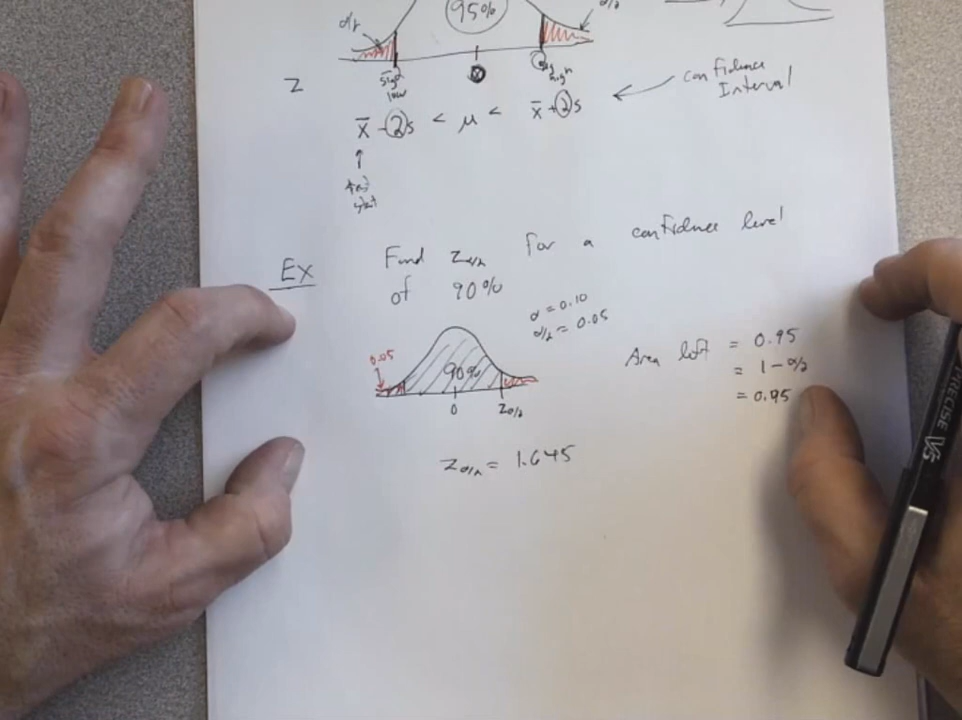 95%
α/2
z
sig low
sig high
confidence Interval
x̄ - 2s < μ < x̄ + 2s
test stat
Ex
Find zα/2 for a confidence level
of 90%
α = 0.10
α/2 = 0.05
0.05
90%
0
zα/2
Area left = 0.95
= 1 - α/2
= 0.95
zα/2 = 1.645
PRECISE V5